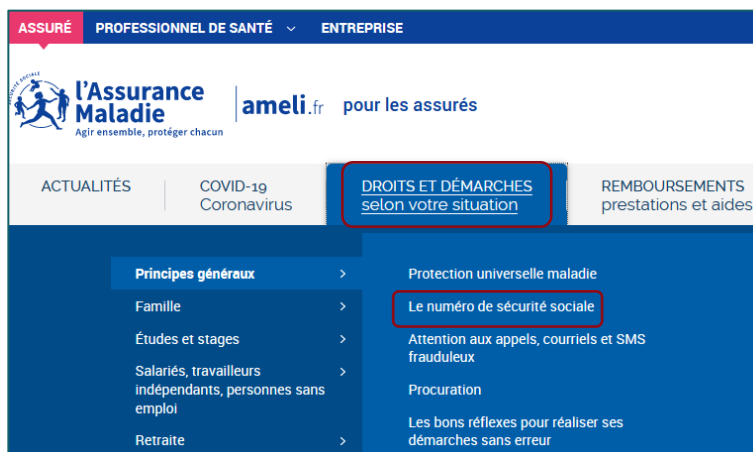 ASSURÉ PROFESSIONNEL DE SANTÉ ENTREPRISE
SÉCURITÉ SOCIALE
l'Assurance
Maladie
Agir ensemble, protéger chacun
ameli.fr pour les assurés
ACTUALITÉS
COVID-19
Coronavirus
DROITS ET DÉMARCHES
selon votre situation
REMBOURSEMENTS
prestations et aides
Principes généraux
Famille
Études et stages
Salariés, travailleurs
indépendants, personnes sans
emploi
Retraite
Protection universelle maladie
Le numéro de sécurité sociale
Attention aux appels, courriels et SMS
frauduleux
Procuration
Les bons réflexes pour réaliser ses
démarches sans erreur